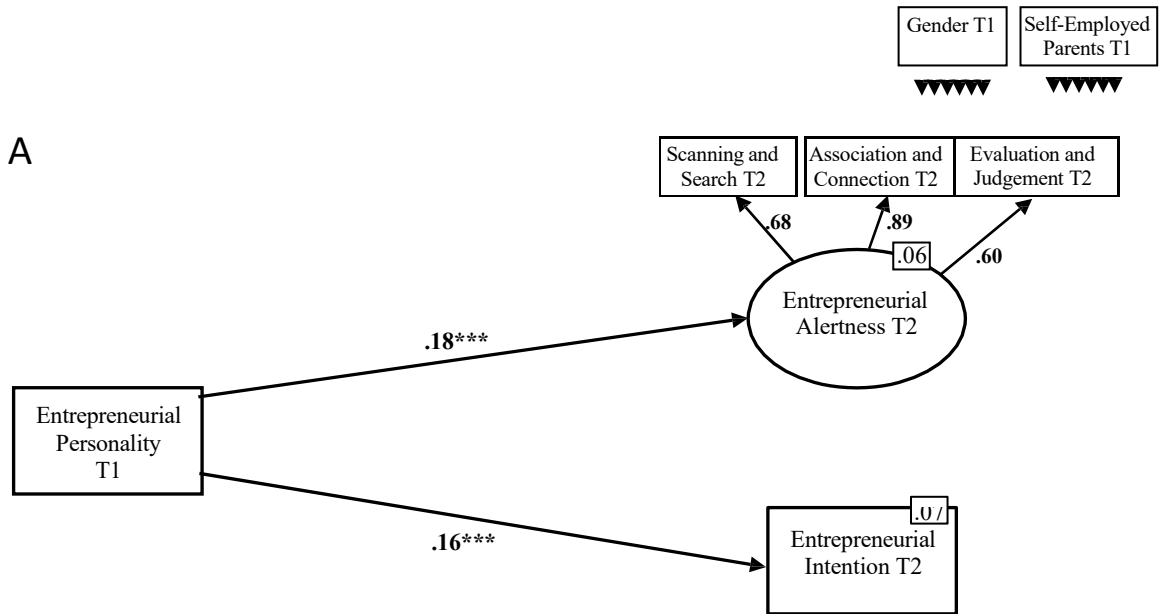 Gender T1
Self-Employed
Parents T1
A
Scanning and
Search T2
Association and
Connection T2
Evaluation and
Judgement T2
.68
.89
.60
.06
Entrepreneurial
Alertness T2
.18***
Entrepreneurial
Personality
T1
.16***
.07
Entrepreneurial
Intention T2